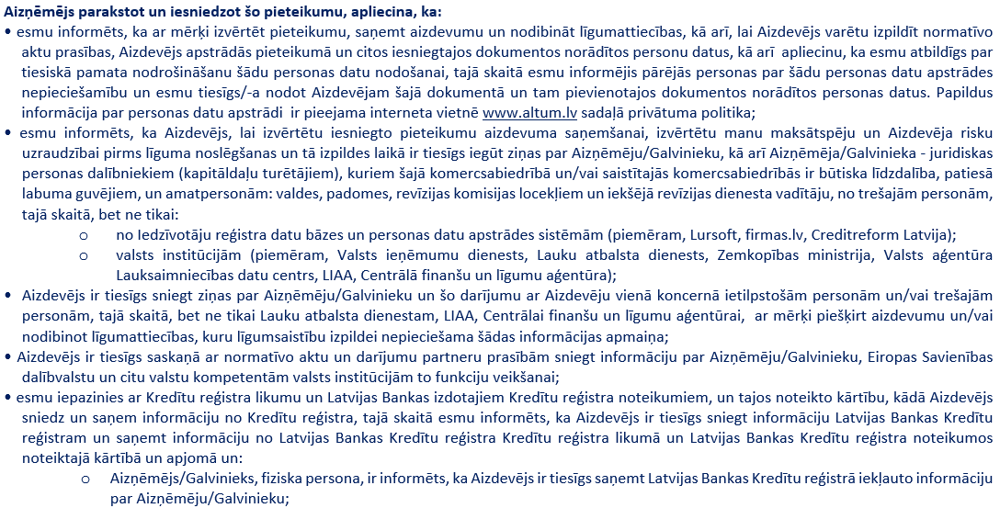 Aizņēmējs parakstot un iesniedzot šo pieteikumu, apliecina, ka:
• esmu informēts, ka ar mērķi izvērtēt pieteikumu, saņemt aizdevumu un nodibināt līgumattiecības, kā arī, lai Aizdevējs varētu izpildīt normatīvo
aktu prasības, Aizdevējs apstrādās pieteikumā un citos iesniegtajos dokumentos norādītos personu datus, kā arī apliecinu, ka esmu atbildīgs par
tiesiskā pamata nodrošināšanu šādu personas datu nodošanai, tajā skaitā esmu informējis pārējās personas par šādu personas datu apstrādes
nepieciešamību un esmu tiesīgs/-a nodot Aizdevējam šajā dokumentā un tam pievienotajos dokumentos norādītos personas datus. Papildus
informācija par personas datu apstrādi ir pieejama interneta vietnē www.altum.lv sadaļā privātuma politika;
• esmu informēts, ka Aizdevējs, lai izvērtētu iesniegto pieteikumu aizdevuma saņemšanai, izvērtētu manu maksātspēju un Aizdevēja risku
uzraudzībai pirms līguma noslēgšanas un tā izpildes laikā ir tiesīgs iegūt ziņas par Aizņēmēju/Galvinieku, kā arī Aizņēmēja/Galvinieka - juridiskas
personas dalībniekiem (kapitāldaļu turētājiem), kuriem šajā komercsabiedrībā un/vai saistītajās komercsabiedrībās ir būtiska līdzdalība, patiesā
labuma guvējiem, un amatpersonām: valdes, padomes, revīzijas komisijas locekļiem un iekšējā revīzijas dienesta vadītāju, no trešajām personām,
tajā skaitā, bet ne tikai:
o no Iedzīvotāju reģistra datu bāzes un personas datu apstrādes sistēmām (piemēram, Lursoft, firmas.lv, Creditreform Latvija);
o valsts institūcijām (piemēram, Valsts ieņēmumu dienests, Lauku atbalsta dienests, Zemkopības ministrija, Valsts aģentūra
Lauksaimniecības datu centrs, LIAA, Centrālā finanšu un līgumu aģentūra);
• Aizdevējs ir tiesīgs sniegt ziņas par Aizņēmēju/Galvinieku un šo darījumu ar Aizdevēju vienā koncernā ietilpstošām personām un/vai trešajām
personām, tajā skaitā, bet ne tikai Lauku atbalsta dienestam, LIAA, Centrālai finanšu un līgumu aģentūrai, ar mērķi piešķirt aizdevumu un/vai
nodibinot līgumattiecības, kuru līgumsaistību izpildei nepieciešama šādas informācijas apmaiņa;
• Aizdevējs ir tiesīgs saskaņā ar normatīvo aktu un darījumu partneru prasībām sniegt informāciju par Aizņēmēju/Galvinieku, Eiropas Savienības
dalībvalstu un citu valstu kompetentām valsts institūcijām to funkciju veikšanai;
• esmu iepazinies ar Kredītu reģistra likumu un Latvijas Bankas izdotajiem Kredītu reģistra noteikumiem, un tajos noteikto kārtību, kādā Aizdevējs
sniedz un saņem informāciju no Kredītu reģistra, tajā skaitā esmu informēts, ka Aizdevējs ir tiesīgs sniegt informāciju Latvijas Bankas Kredītu
reģistram un saņemt informāciju no Latvijas Bankas Kredītu reģistra Kredītu reģistra likumā un Latvijas Bankas Kredītu reģistra noteikumos
noteiktajā kārtībā un apjomā un:
o Aizņēmējs/Galvinieks, fiziska persona, ir informēts, ka Aizdevējs ir tiesīgs saņemt Latvijas Bankas Kredītu reģistrā iekļauto informāciju
par Aizņēmēju/Galvinieku;